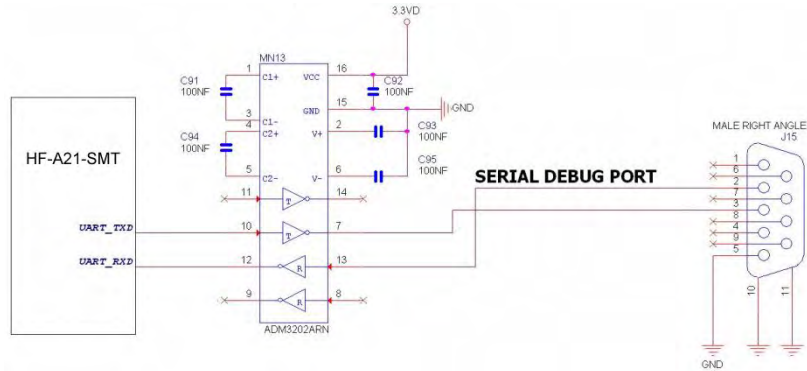 3.3VD
MN13
C91
100NF
1
C1+
VCC
16
C92
100NF
3
C1-
GND
15
GND
4
C2+
V+
2
C93
100NF
C94
100NF
5
C2-
V-
6
C95
100NF
HF-A21-SMT
11
T
14
UART_TXD
10
T
7
UART_RXD
12
R
13
9
R
8
ADM3202ARN
SERIAL DEBUG PORT
MALE RIGHT ANGLE
J15
1
6
2
7
3
8
4
9
5
10
11
GND